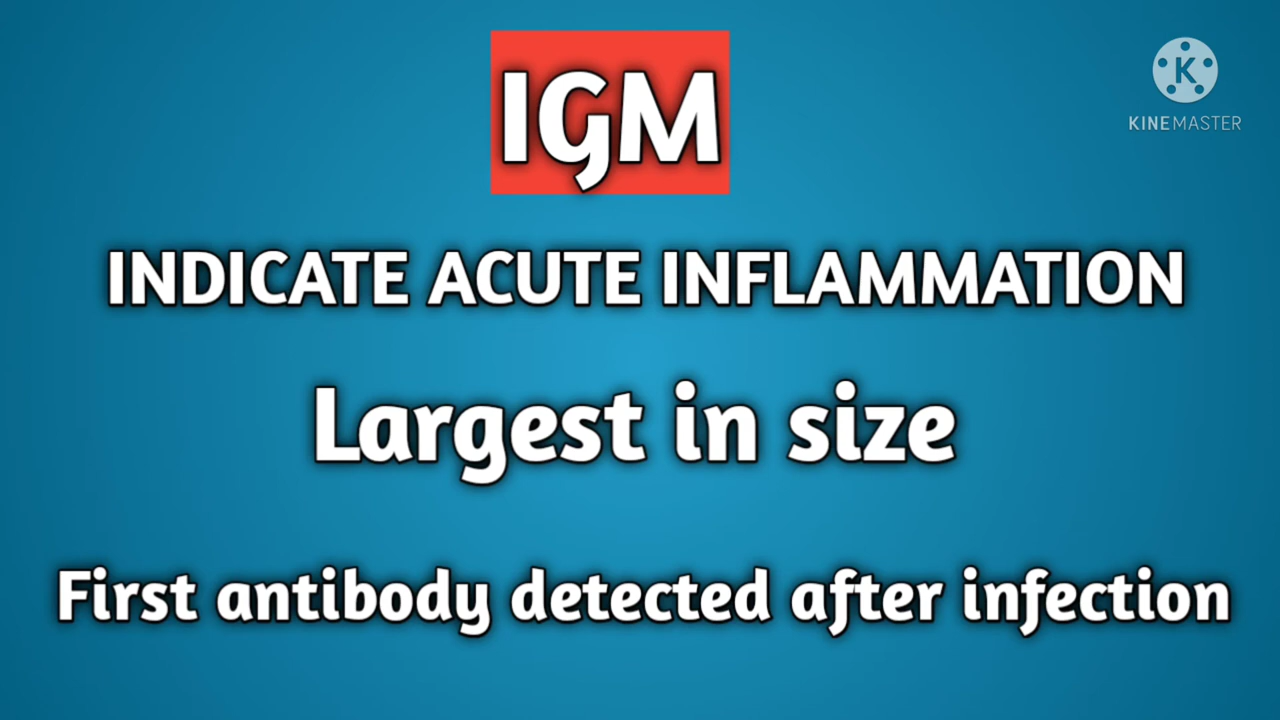 IGM
KINEMASTER
INDICATE ACUTE INFLAMMATION
Largest in size
First antibody detected after infection